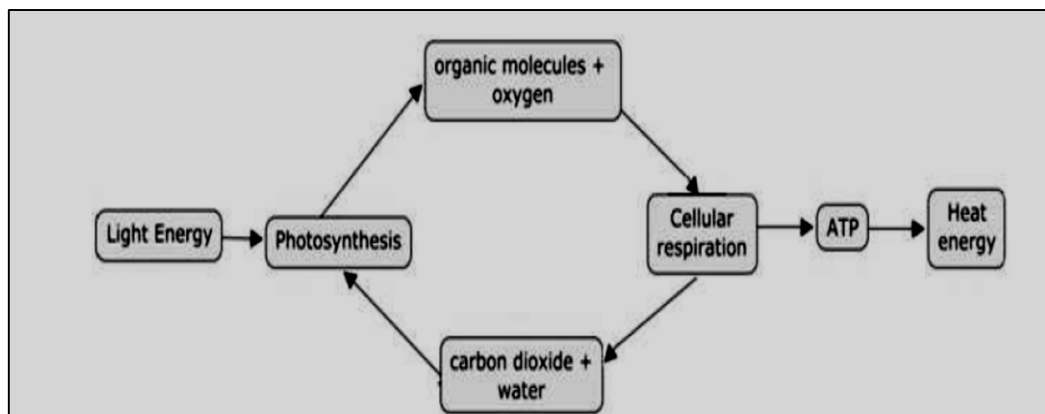 organic molecules +
oxygen
Light Energy
Photosynthesis
Cellular
respiration
ATP
Heat
energy
carbon dioxide +
water